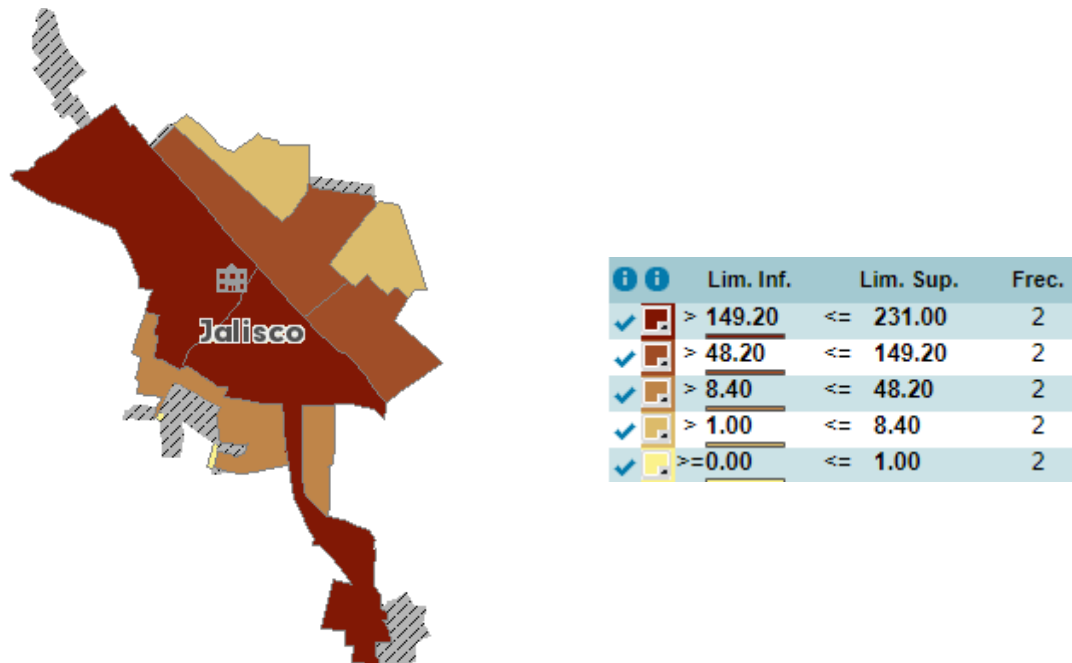 Jalisco
Lim. Inf. Lim. Sup. Frec.
> 149.20 <= 231.00 2
> 48.20 <= 149.20 2
> 8.40 <= 48.20 2
> 1.00 <= 8.40 2
>=0.00 <= 1.00 2